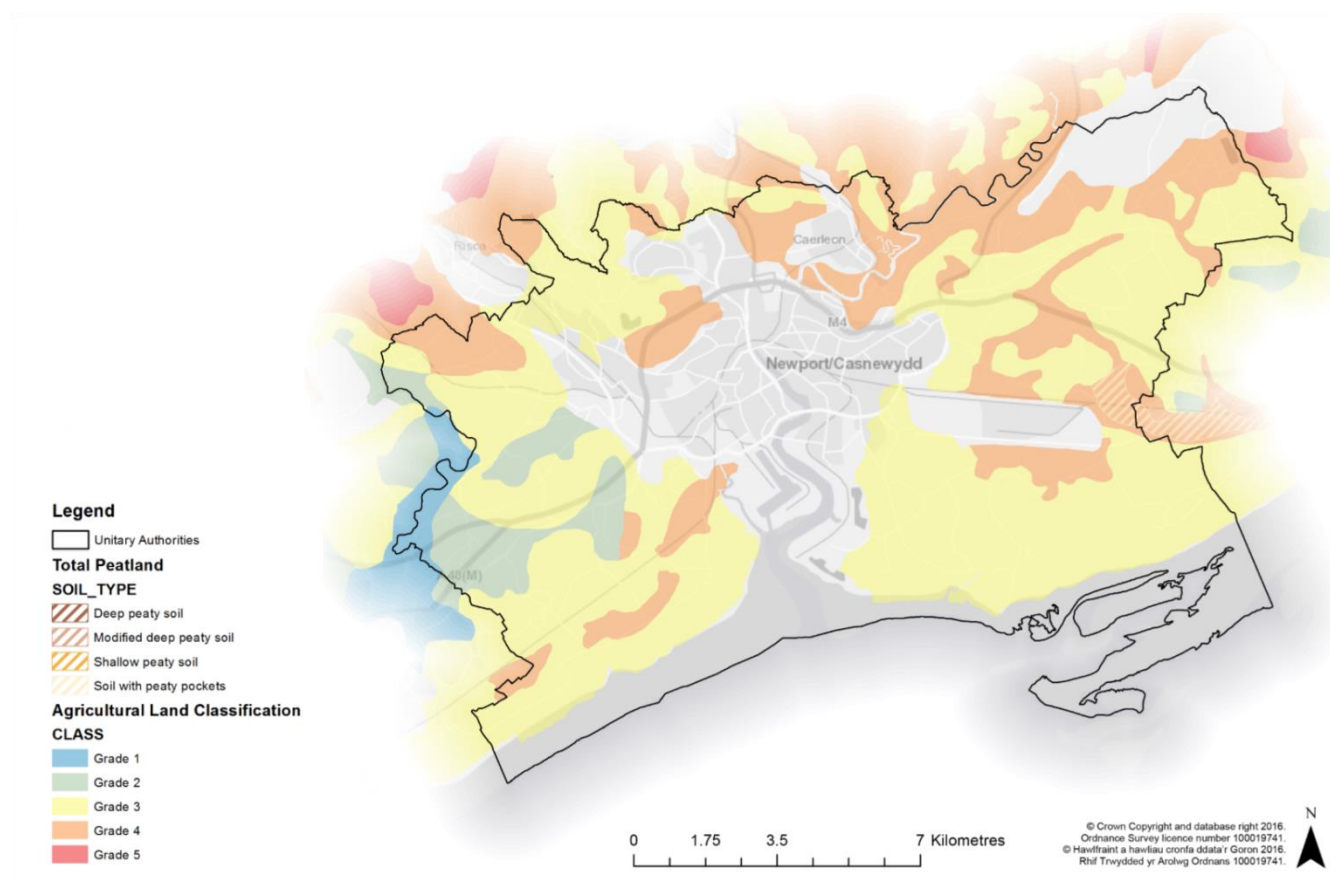 Risca
Caerleon
M4
Newport/Casnewydd
48(M)
Legend
Unitary Authorities
Total Peatland
SOIL_TYPE
Deep peaty soil
Modified deep peaty soil
Shallow peaty soil
Soil with peaty pockets
Agricultural Land Classification
CLASS
Grade 1
Grade 2
Grade 3
Grade 4
Grade 5
0 1.75 3.5 7 Kilometres
N
© Crown Copyright and database right 2016.
Ordnance Survey licence number 100019741.
© Hawlfraint a hawliau cronfa ddata'r Goron 2016.
Rhif Trwydded yr Arolwg Ordnans 100019741.